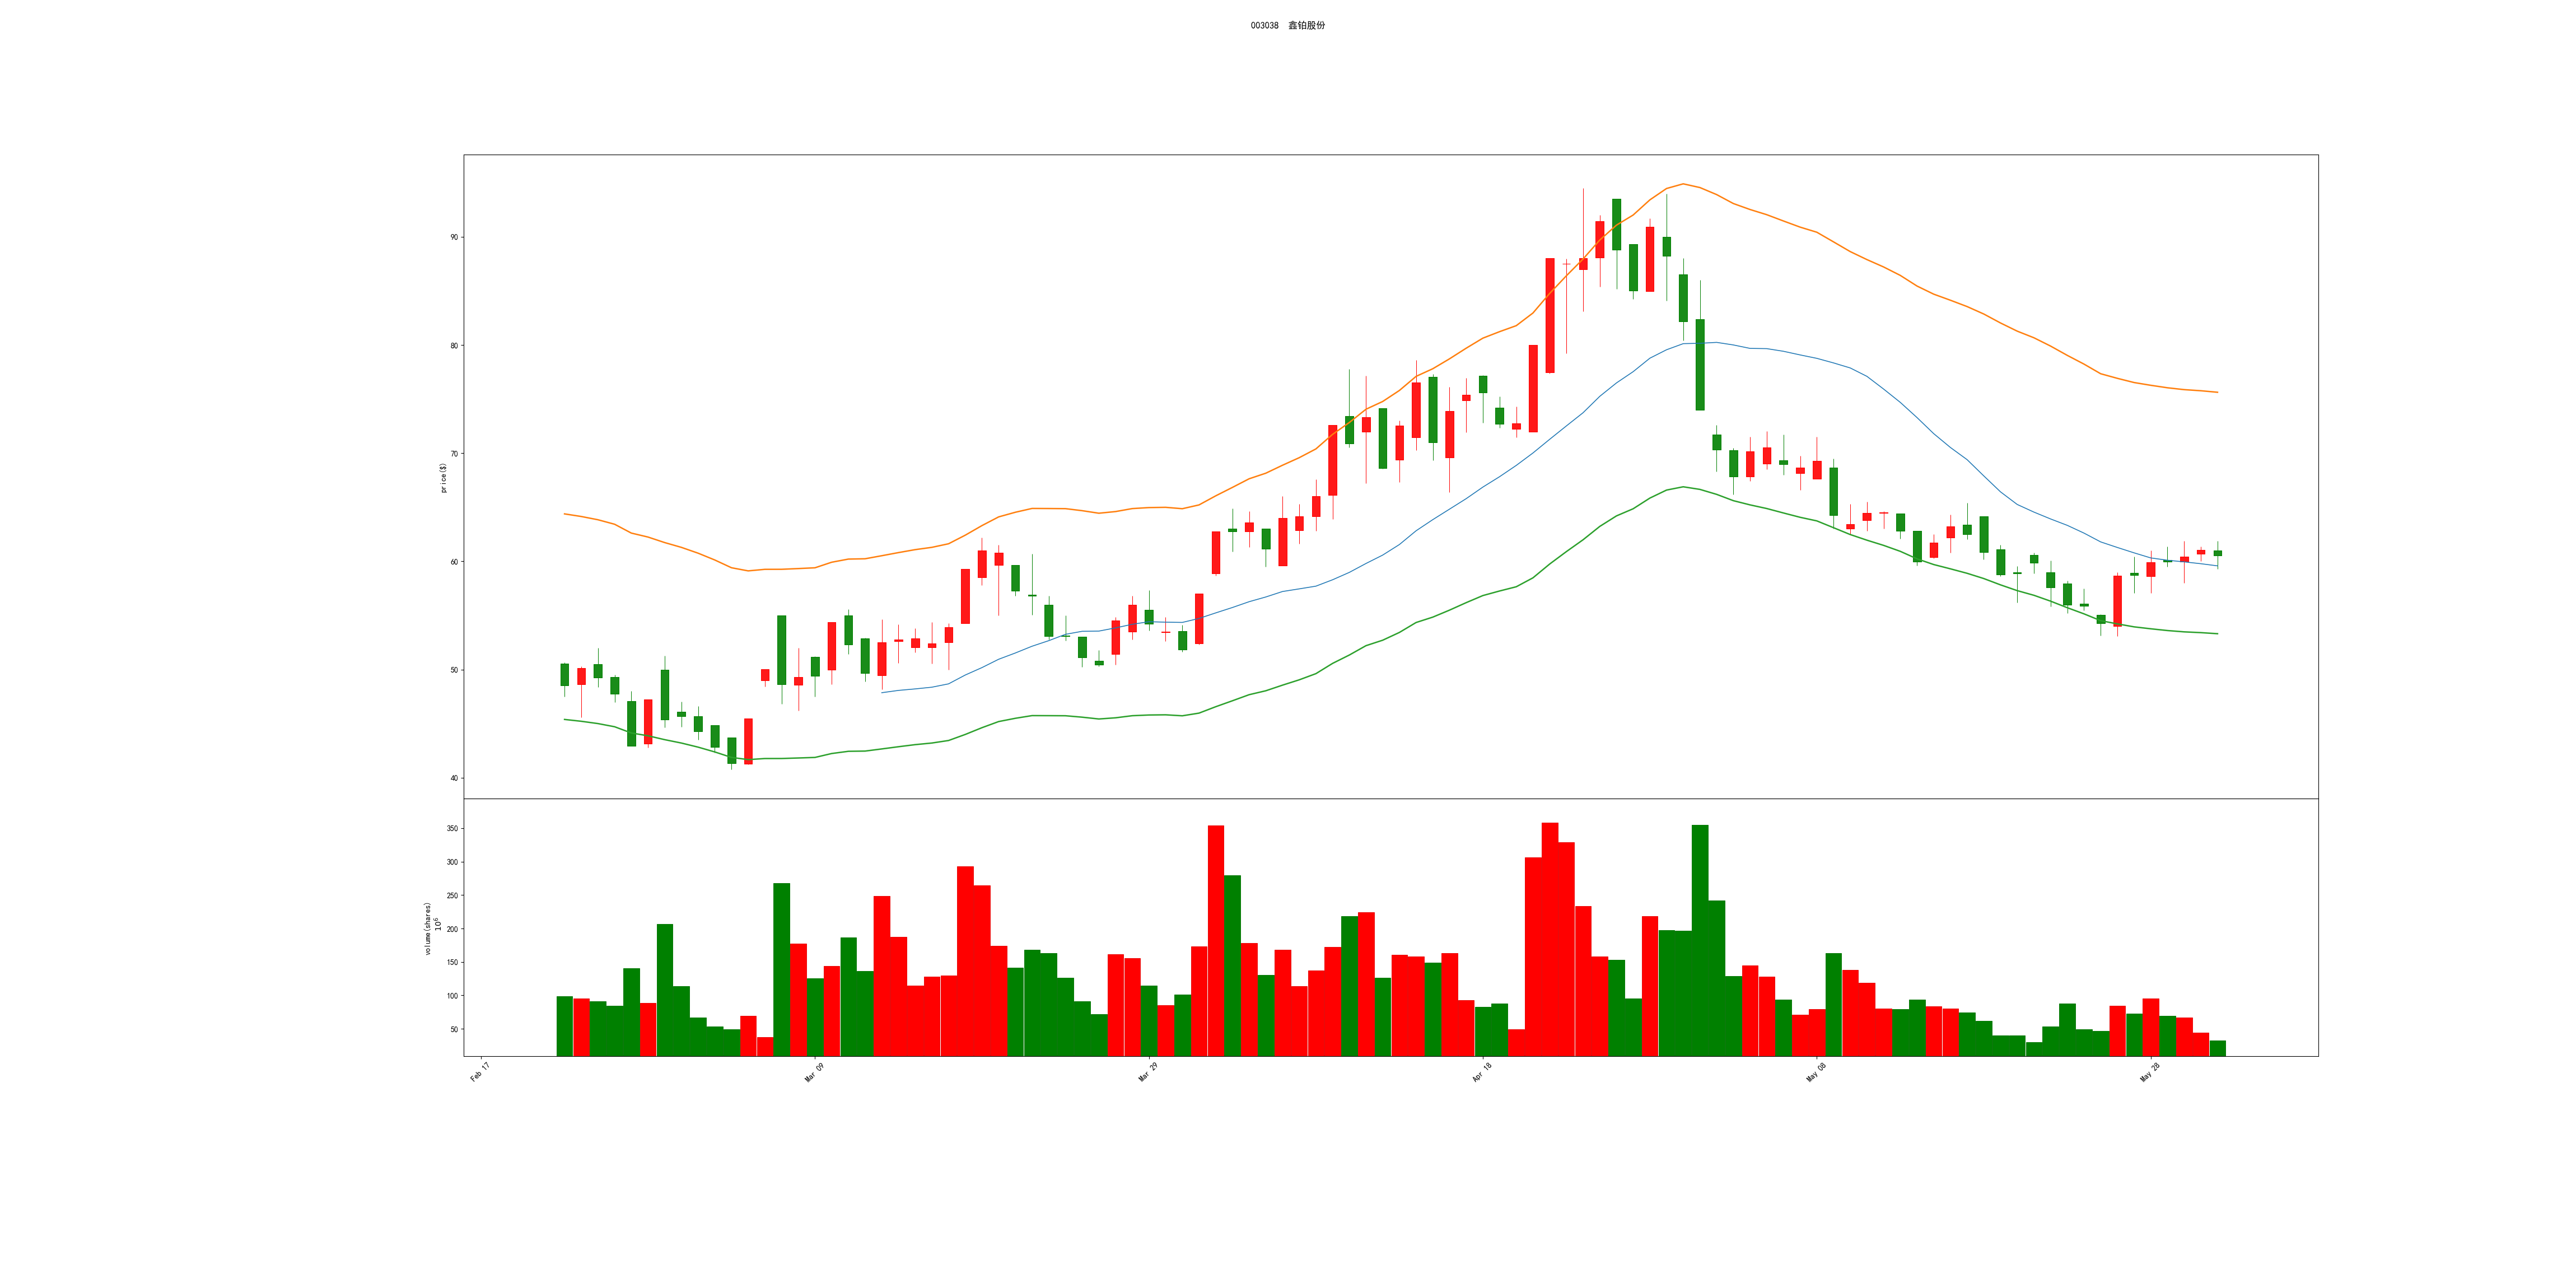 003038 鑫铂股份
90
80
70
60
50
40
price($)
350
300
250
200
150
100
50
volume(shares)
10^6
Feb 17
Mar 09
Mar 29
Apr 18
May 08
May 28